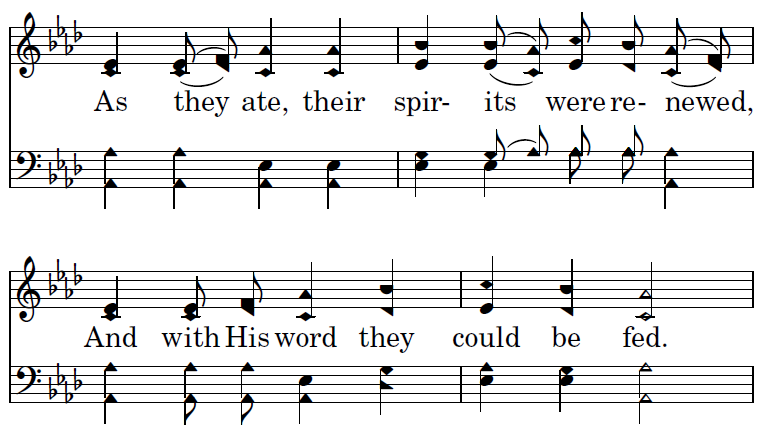 As they ate, their spir- its were re- newed,
And with His word they could be fed.